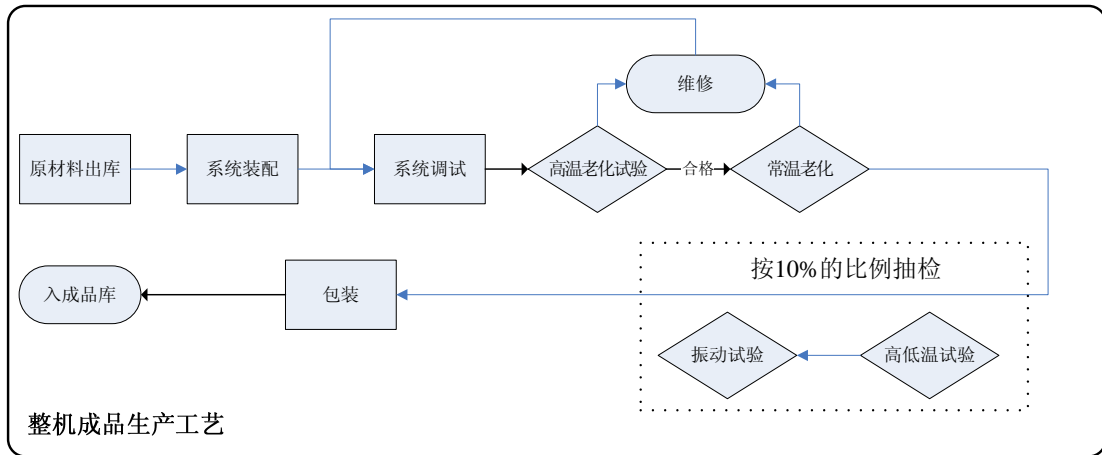 维修
原材料出库
系统装配
系统调试
高温老化试验
合格
常温老化
按10%的比例抽检
入成品库
包装
振动试验
高低温试验
整机成品生产工艺